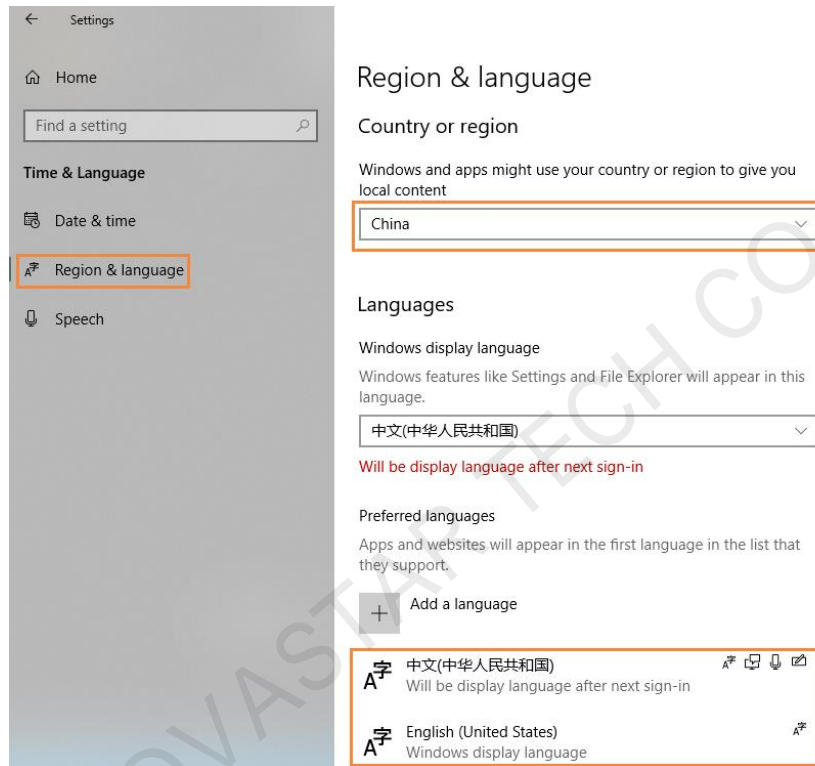 Settings
Home
Find a setting
Time & Language
Date & time
Region & language
Speech
Region & language
Country or region
Windows and apps might use your country or region to give you
local content
China
Languages
Windows display language
Windows features like Settings and File Explorer will appear in this
language.
中文(中华人民共和国)
Will be display language after next sign-in
Preferred languages
Apps and websites will appear in the first language in the list that
they support.
Add a language
中文(中华人民共和国)
Will be display language after next sign-in
English (United States)
Windows display language
OVASTAR TECH CO